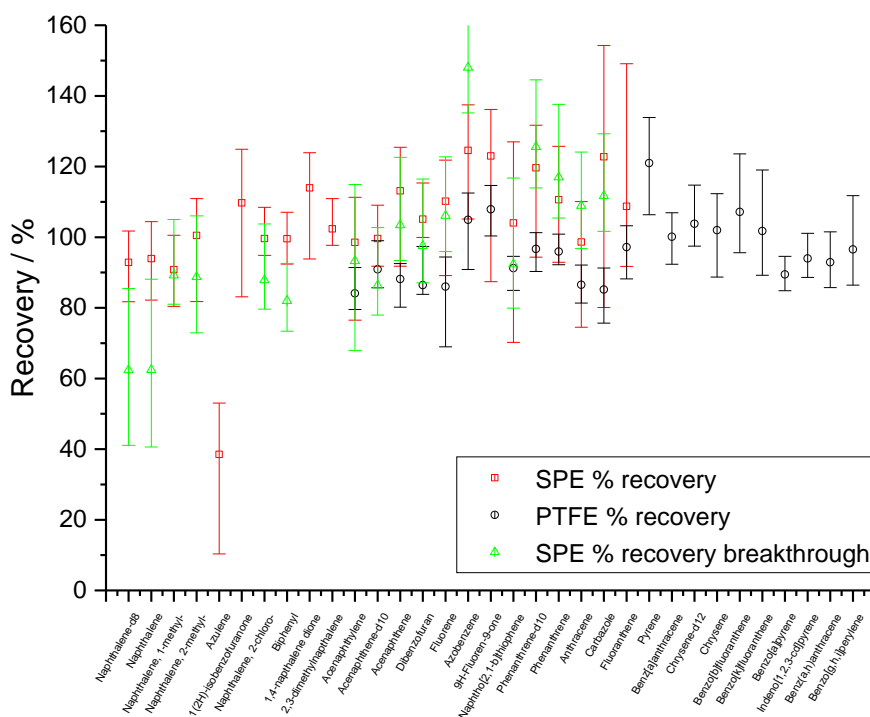 160
140
120
100
80
60
40
20
0
Recovery / %
SPE % recovery
PTFE % recovery
SPE % recovery breakthrough
Naphthalene-d8
Naphthalene
Naphthalene, 1-methyl-
Naphthalene, 2-methyl-
Azulene
1(2H)-isobenzofuranone
Naphthalene, 2-chloro-
Biphenyl
1,4-naphthalene dione
2,3-dimethylnaphalene
Acenaphthylene
Acenaphthene-d10
Acenaphthene
Dibenzofuran
Fluorene
Azobenzene
9H-Fluoren-9-one
Naphtho[2,1-b]thiophene
Phenanthrene-d10
Phenanthrene
Anthracene
Carbazole
Fluoranthene
Pyrene
Benz[a]anthracene
Chrysene-d12
Chrysene
Benzo[b]fluoranthene
Benzo[k]fluoranthene
Benzo[a]pyrene
Indeno[1,2,3-cd]pyrene
Benz(a,h)anthracene
Benzo[g,h,i]perylene